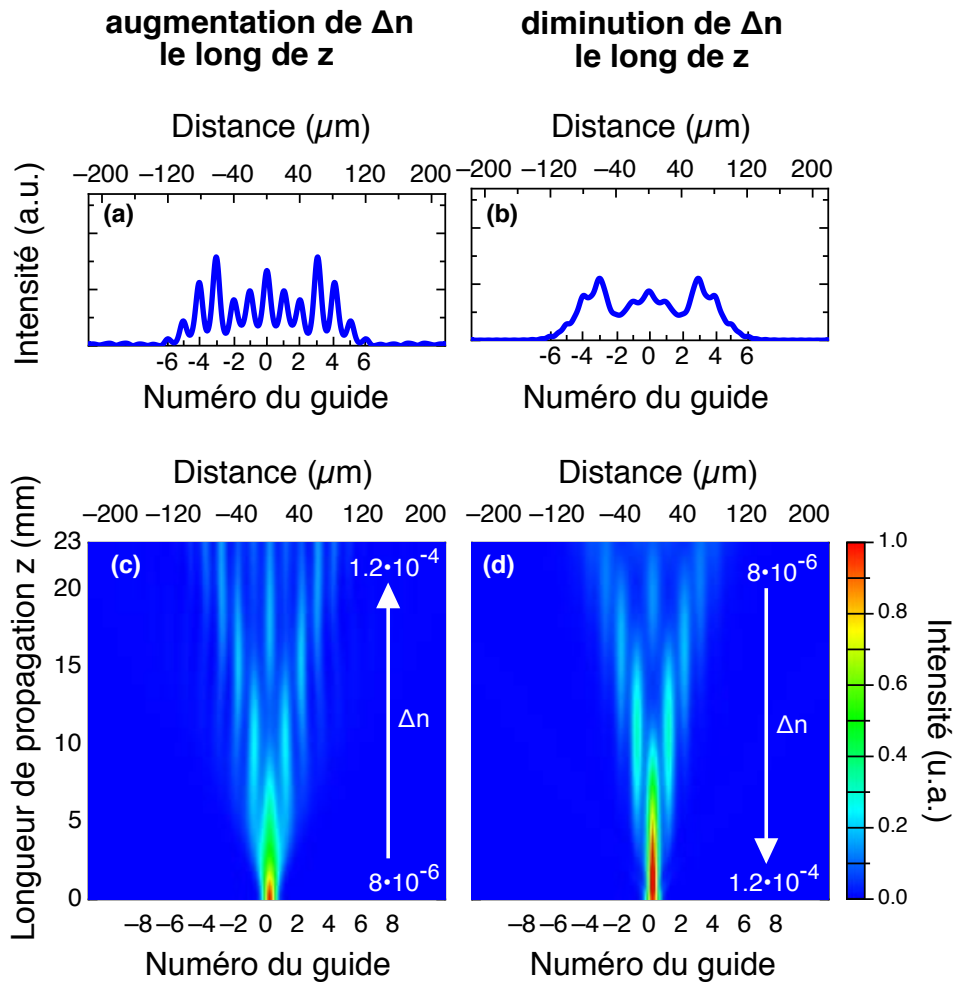 augmentation de Δn
le long de z
diminution de Δn
le long de z
Distance (µm)
Distance (µm)
−200 −120 −40 40 120 200
−200 −120 −40 40 120 200
Intensité (a.u.)
(a)
(b)
-6 -4 -2 0 2 4 6
-6 -4 -2 0 2 4 6
Numéro du guide
Numéro du guide
Distance (µm)
Distance (µm)
−200 −120 −40 40 120 200
−200 −120 −40 40 120 200
Longueur de propagation z (mm)
23
20
15
10
5
0
(c)
1.2•10⁻⁴
8•10⁻⁶
(d)
8•10⁻⁶
Δn
1.2•10⁻⁴
1.0
0.8
0.6
0.4
0.2
0.0
Intensité (u.a.)
−8 −6 −4 −2 0 2 4 6 8
−8 −6 −4 −2 0 2 4 6 8
Numéro du guide
Numéro du guide
Δn